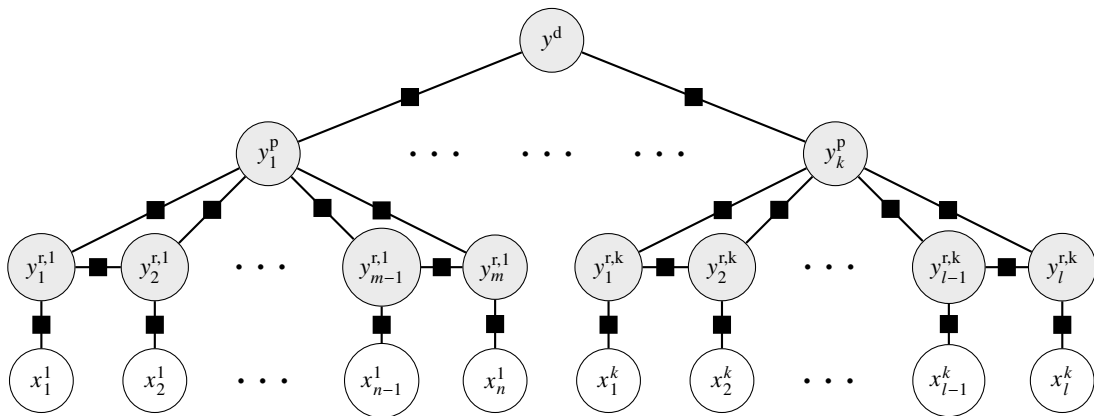 y^d
y_1^p ··· ··· ··· y_k^p
y_1^{r,1} y_2^{r,1} ··· y_{m−1}^{r,1} y_m^{r,1} y_1^{r,k} y_2^{r,k} ··· y_{l−1}^{r,k} y_l^{r,k}
x_1^1 x_2^1 ··· x_{n−1}^1 x_n^1 x_1^k x_2^k ··· x_{l−1}^k x_l^k